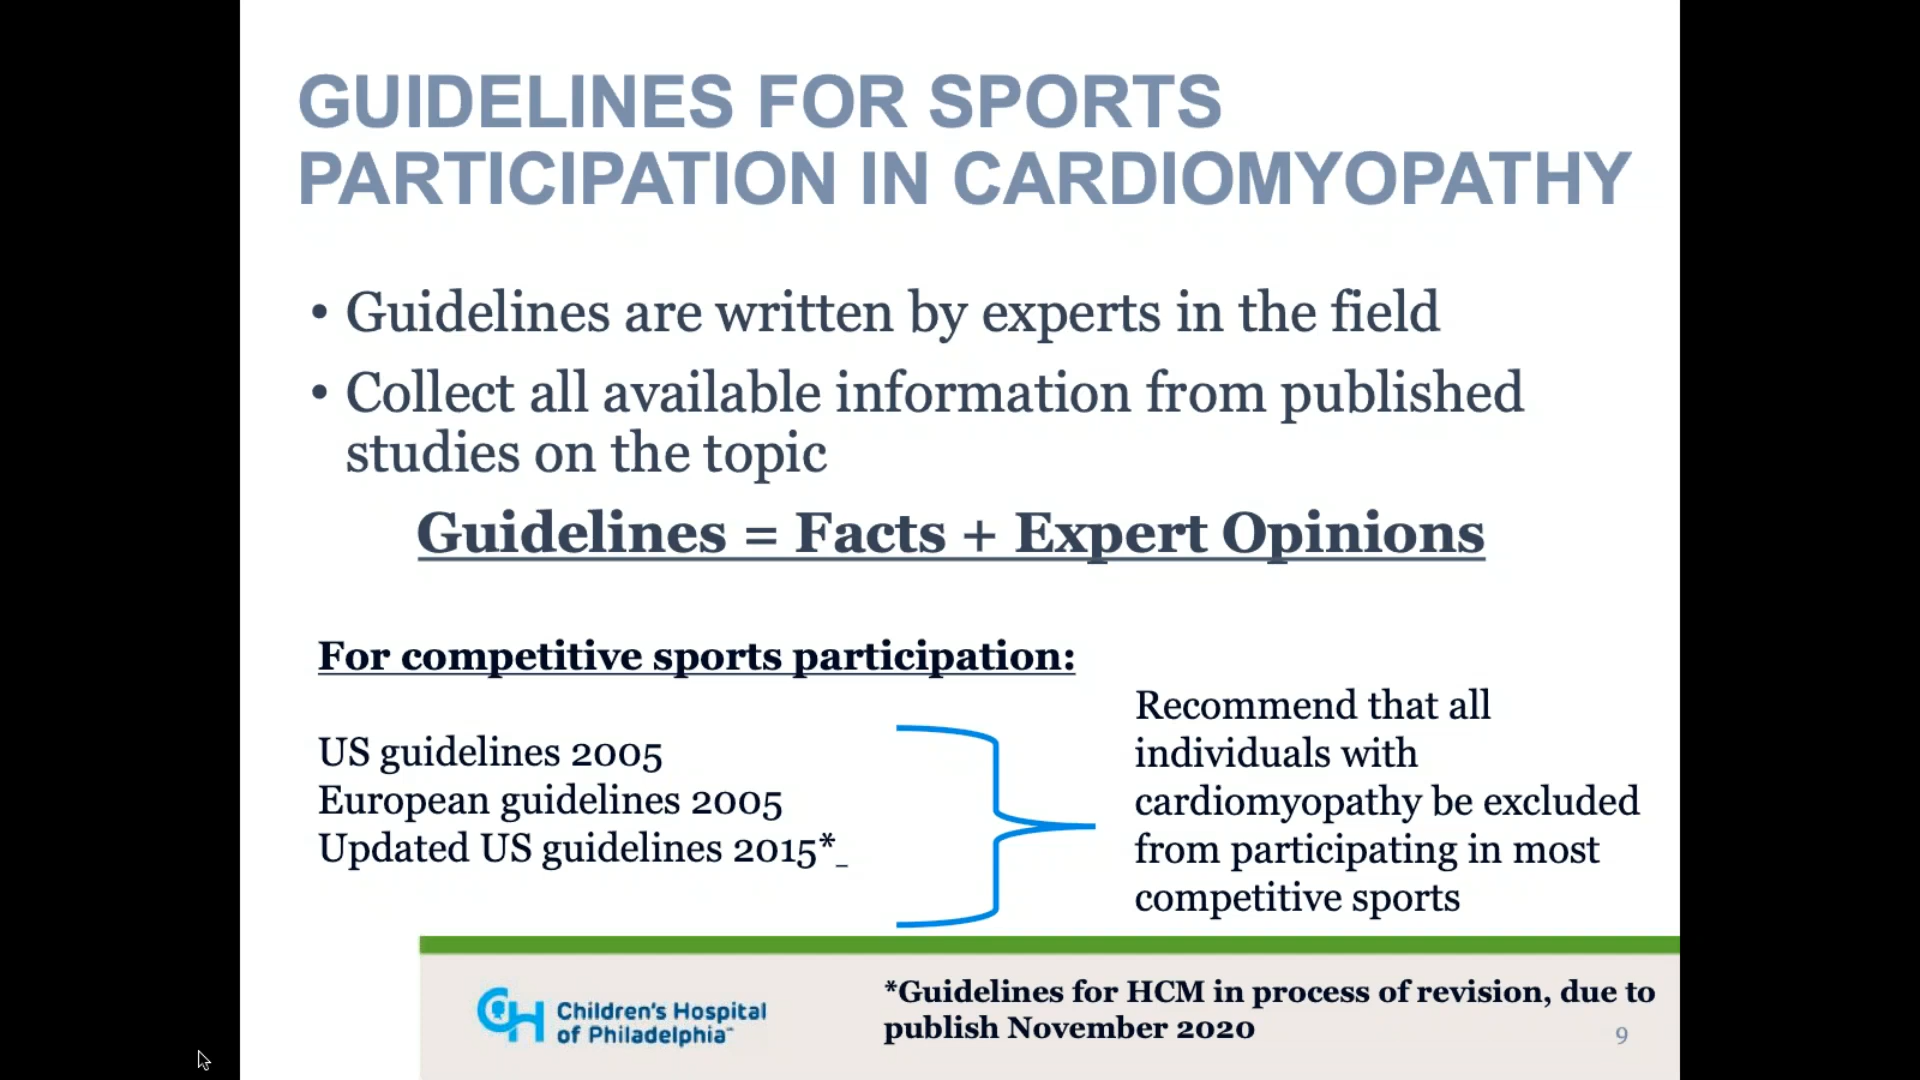 GUIDELINES FOR SPORTS
PARTICIPATION IN CARDIOMYOPATHY
• Guidelines are written by experts in the field
• Collect all available information from published
studies on the topic
Guidelines = Facts + Expert Opinions
For competitive sports participation:
US guidelines 2005
European guidelines 2005
Updated US guidelines 2015*_
Recommend that all
individuals with
cardiomyopathy be excluded
from participating in most
competitive sports
CH Children's Hospital
of Philadelphia™
*Guidelines for HCM in process of revision, due to
publish November 2020
9